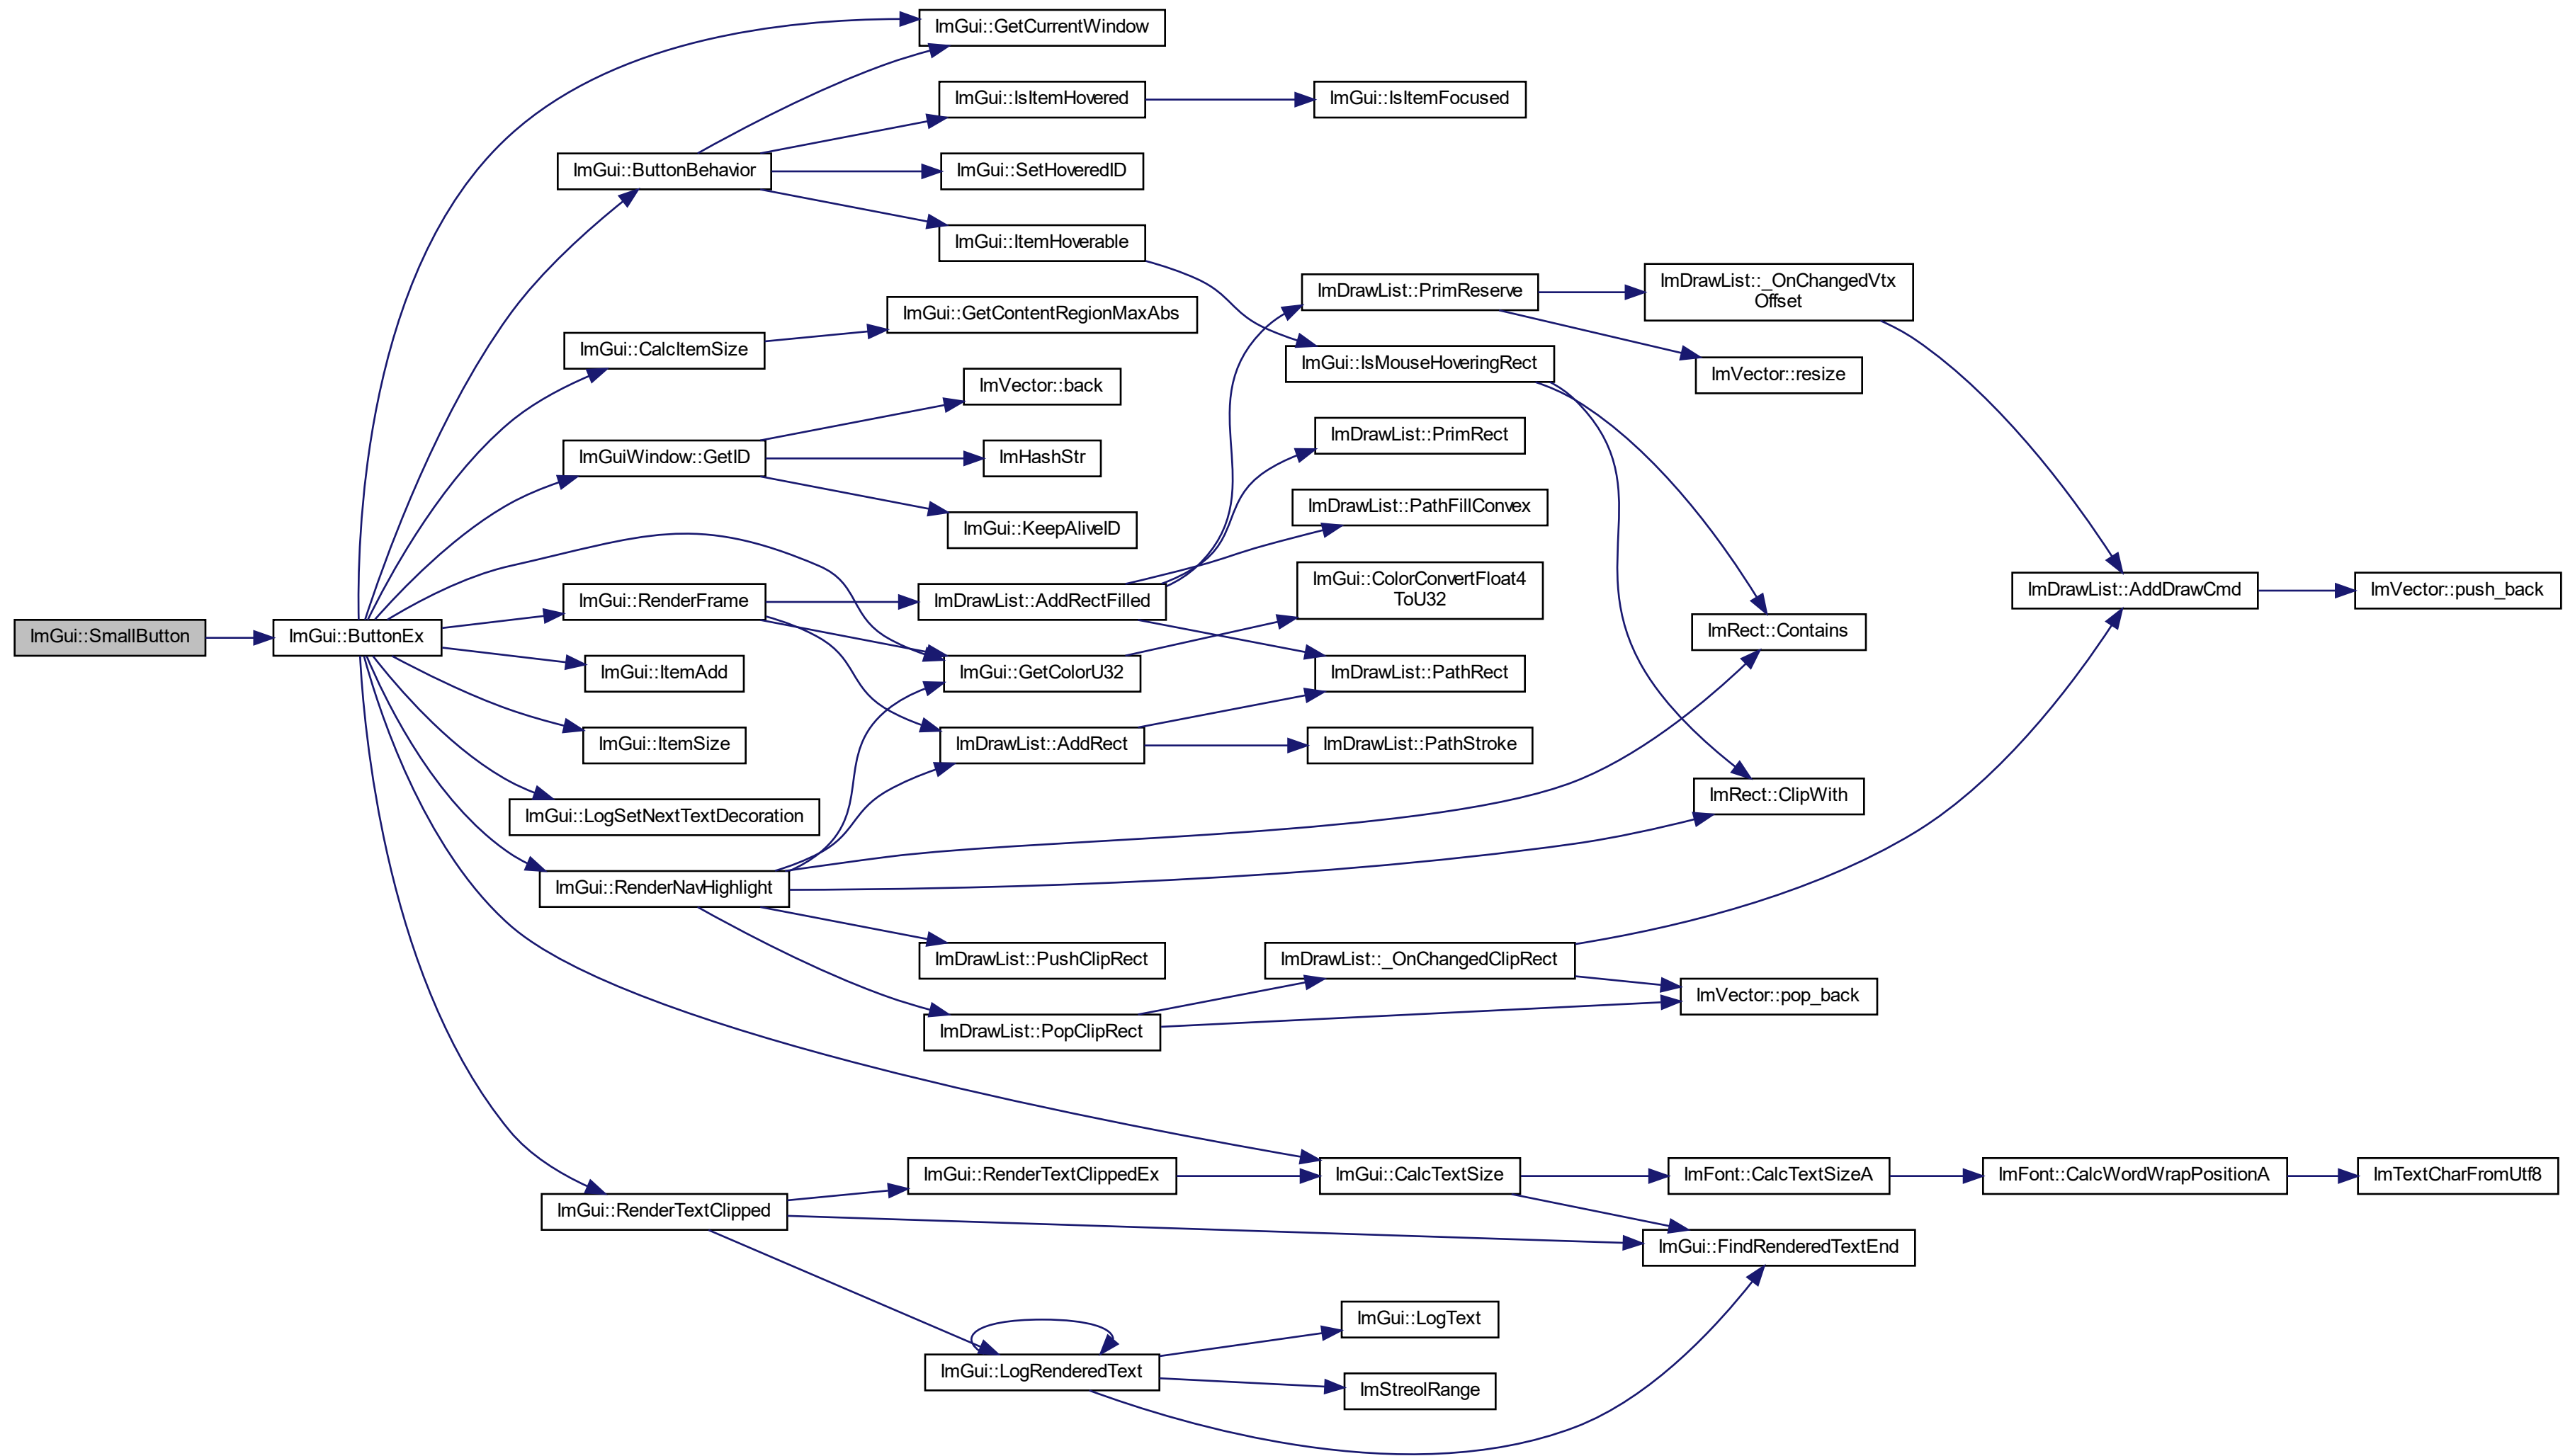 ImGui::GetCurrentWindow
ImGui::IsItemHovered
ImGui::IsItemFocused
ImGui::ButtonBehavior
ImGui::SetHoveredID
ImGui::ItemHoverable
ImDrawList::PrimReserve
ImDrawList::_OnChangedVtx
Offset
ImGui::GetContentRegionMaxAbs
ImGui::CalcItemSize
ImGui::IsMouseHoveringRect
ImVector::resize
ImVector::back
ImDrawList::PrimRect
ImGuiWindow::GetID
ImHashStr
ImDrawList::PathFillConvex
ImGui::KeepAliveID
ImGui::ColorConvertFloat4
ToU32
ImDrawList::AddDrawCmd
ImVector::push_back
ImGui::RenderFrame
ImDrawList::AddRectFilled
ImGui::SmallButton
ImGui::ButtonEx
ImRect::Contains
ImGui::ItemAdd
ImGui::GetColorU32
ImDrawList::PathRect
ImGui::ItemSize
ImDrawList::AddRect
ImDrawList::PathStroke
ImRect::ClipWith
ImGui::LogSetNextTextDecoration
ImGui::RenderNavHighlight
ImDrawList::PushClipRect
ImDrawList::_OnChangedClipRect
ImVector::pop_back
ImDrawList::PopClipRect
ImGui::RenderTextClippedEx
ImGui::CalcTextSize
ImFont::CalcTextSizeA
ImFont::CalcWordWrapPositionA
ImTextCharFromUtf8
ImGui::RenderTextClipped
ImGui::FindRenderedTextEnd
ImGui::LogText
ImGui::LogRenderedText
ImStreolRange